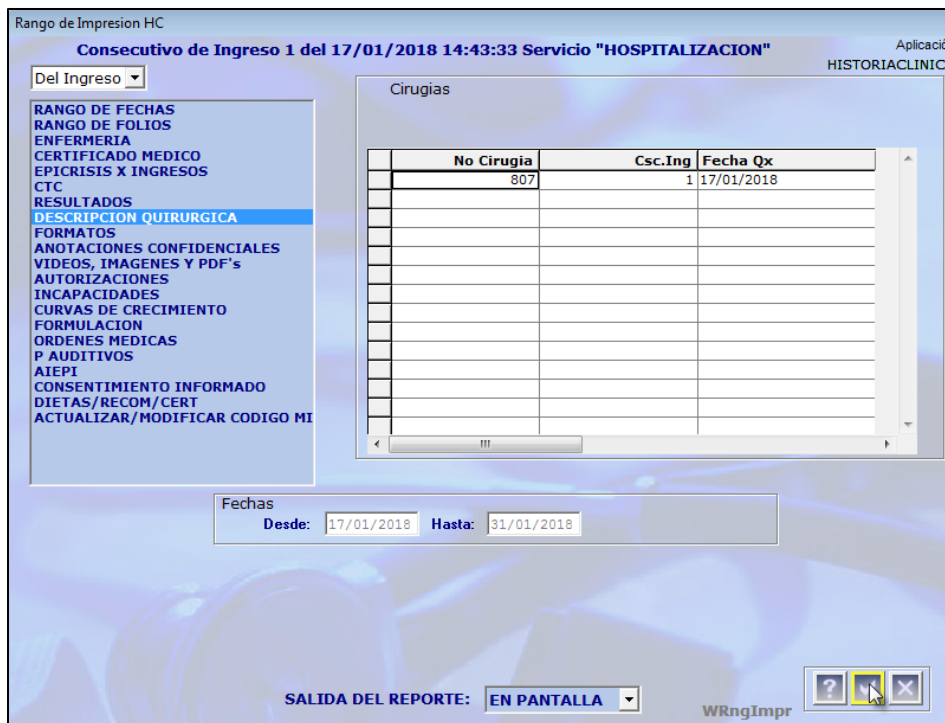 Rango de Impresion HC
Consecutivo de Ingreso 1 del 17/01/2018 14:43:33 Servicio "HOSPITALIZACION"
Aplicació
HISTORIACLINIC
Del Ingreso
Cirugias
RANGO DE FECHAS
RANGO DE FOLIOS
ENFERMERIA
CERTIFICADO MEDICO
EPICRISIS X INGRESOS
CTC
RESULTADOS
DESCRIPCION QUIRURGICA
FORMATOS
ANOTACIONES CONFIDENCIALES
VIDEOS, IMAGENES Y PDF's
AUTORIZACIONES
INCAPACIDADES
CURVAS DE CRECIMIENTO
FORMULACION
ORDENES MEDICAS
P AUDITIVOS
AIEPI
CONSENTIMIENTO INFORMADO
DIETAS/RECOM/CERT
ACTUALIZAR/MODIFICAR CODIGO MI
No Cirugia Csc.Ing Fecha Qx
807 1 17/01/2018
Fechas
Desde: 17/01/2018 Hasta: 31/01/2018
SALIDA DEL REPORTE: EN PANTALLA
WRngImpr
?